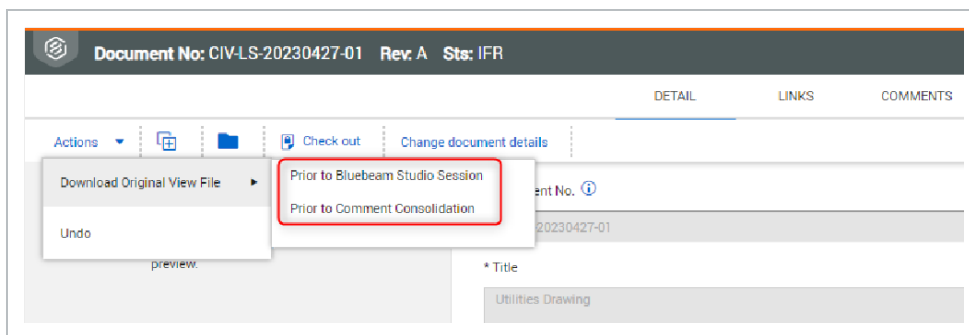 Document No: CIV-LS-20230427-01 Rev: A Sts: IFR
DETAIL LINKS COMMENTS
Actions Check out Change document details
Download Original View File
Prior to Bluebeam Studio Session
Prior to Comment Consolidation
Undo
preview.
ent No.
20230427-01
* Title
Utilities Drawing